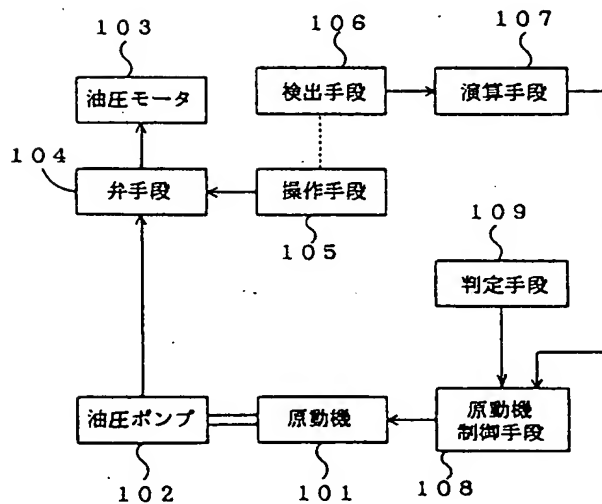 １０３
１０６
１０７
油圧モータ
検出手段
演算手段
１０４
弁手段
操作手段
１０５
１０９
判定手段
油圧ポンプ
原動機
原動機
制御手段
１０２
１０１
１０８